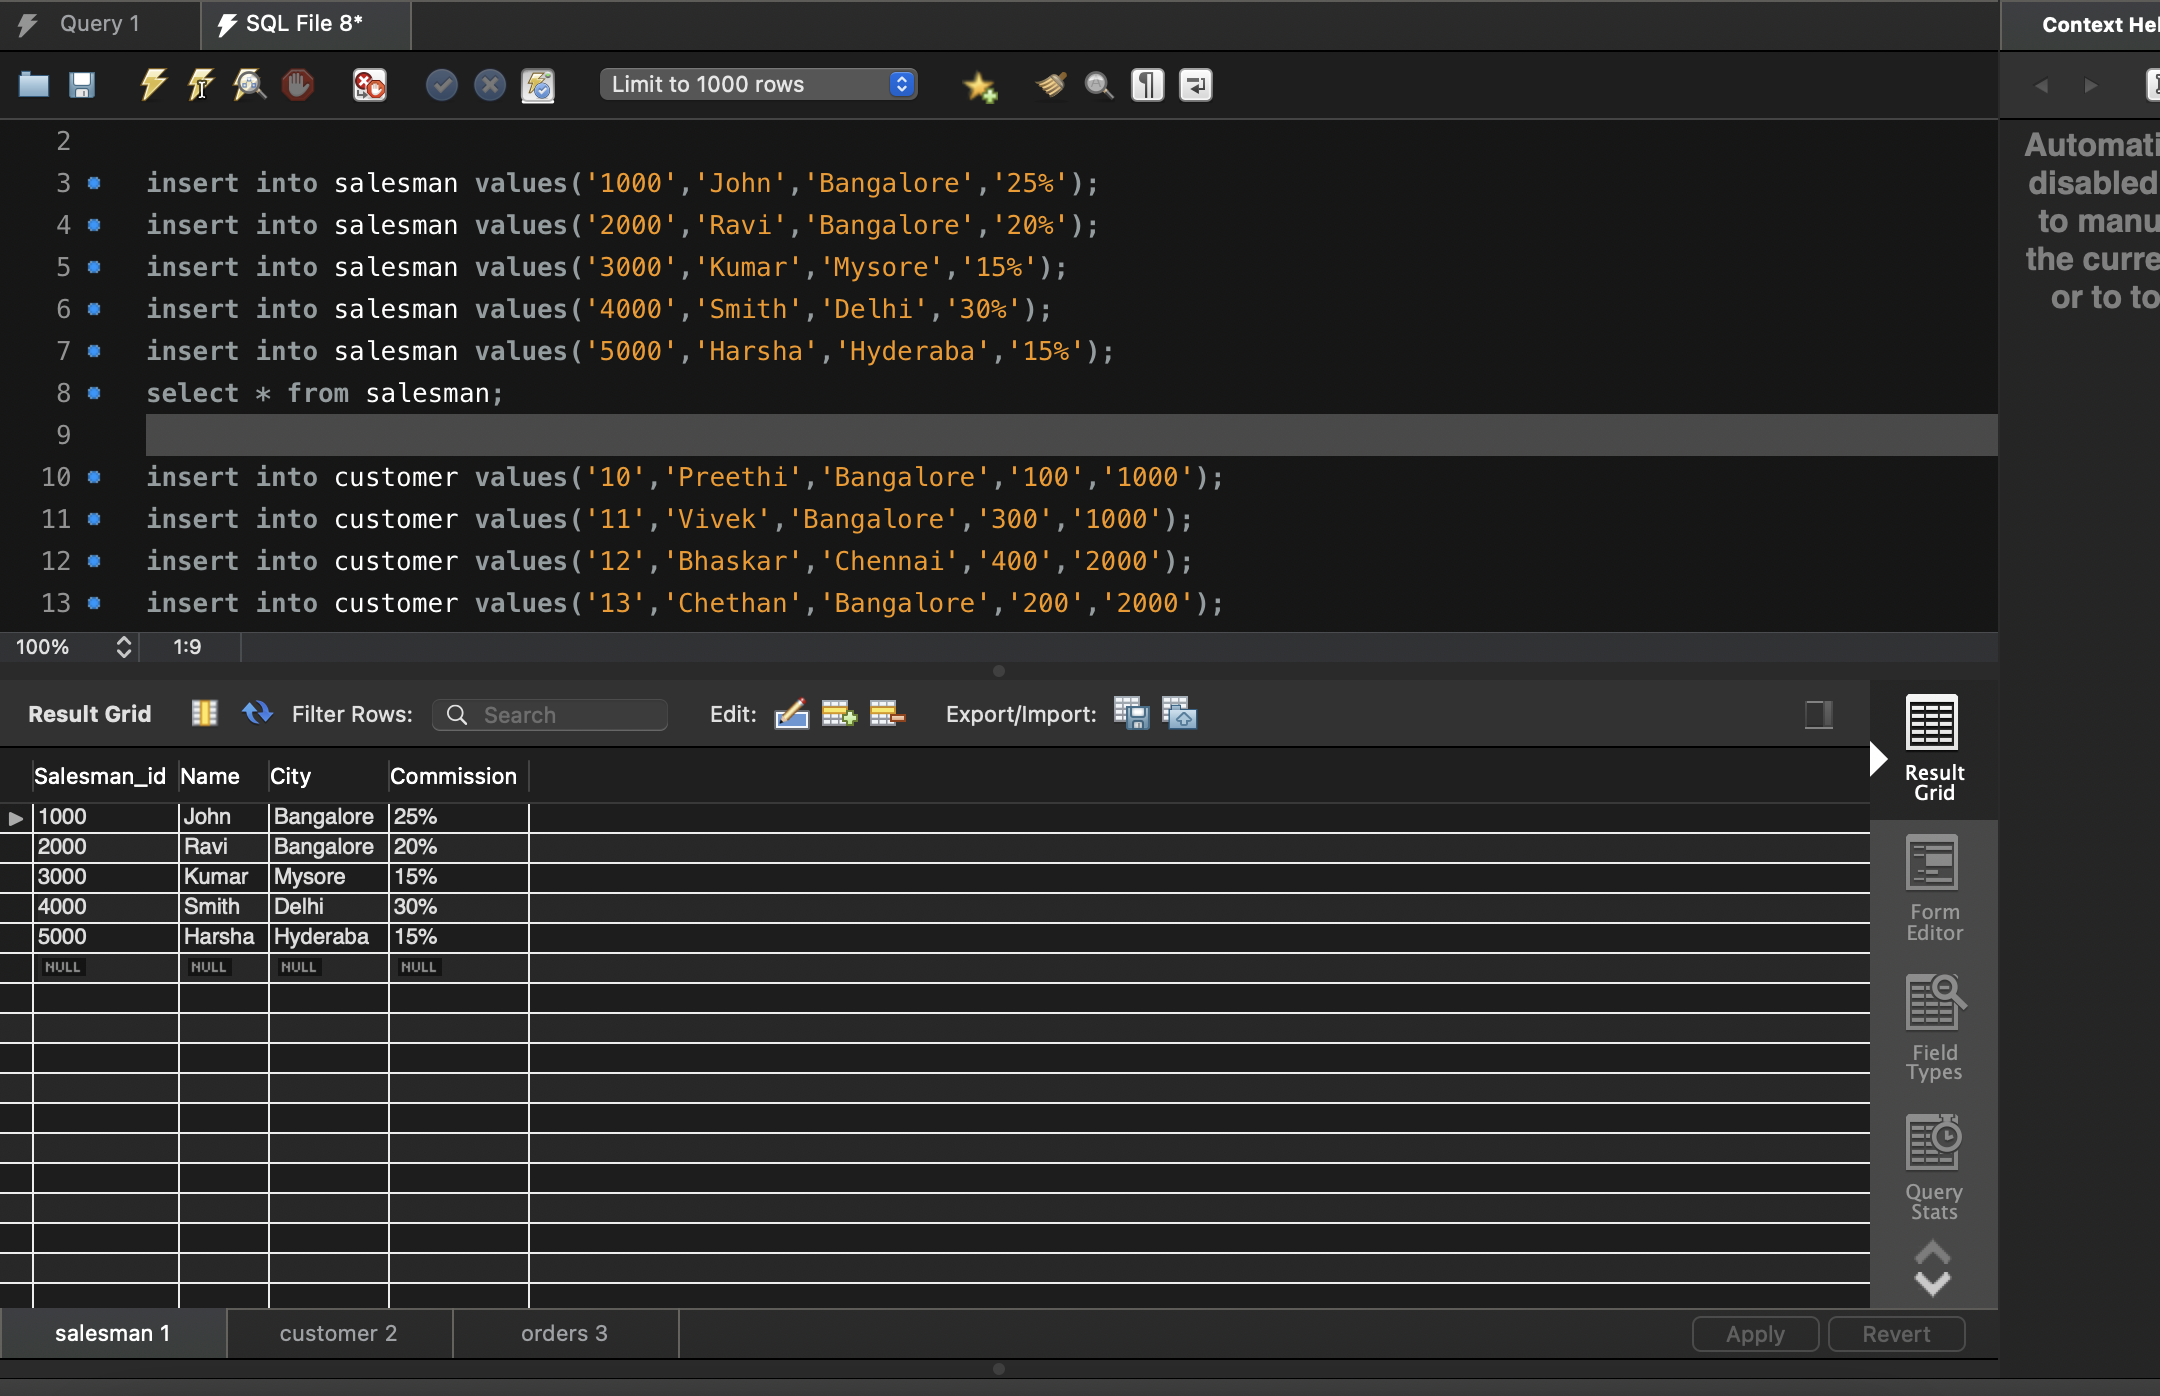 Query 1
SQL File 8*
Context Hel
Limit to 1000 rows
Automati
disabled
to manu
the curre
or to to
2
3 insert into salesman values('1000','John','Bangalore','25%');
4 insert into salesman values('2000','Ravi','Bangalore','20%');
5 insert into salesman values('3000','Kumar','Mysore','15%');
6 insert into salesman values('4000','Smith','Delhi','30%');
7 insert into salesman values('5000','Harsha','Hyderaba','15%');
8 select * from salesman;
9
10 insert into customer values('10','Preethi','Bangalore','100','1000');
11 insert into customer values('11','Vivek','Bangalore','300','1000');
12 insert into customer values('12','Bhaskar','Chennai','400','2000');
13 insert into customer values('13','Chethan','Bangalore','200','2000');
100% 1:9
Result Grid Filter Rows: Search Edit: Export/Import:
Salesman_id Name City Commission
1000 John Bangalore 25%
2000 Ravi Bangalore 20%
3000 Kumar Mysore 15%
4000 Smith Delhi 30%
5000 Harsha Hyderaba 15%
NULL NULL NULL NULL
Result
Grid
Form
Editor
Field
Types
Query
Stats
salesman 1 customer 2 orders 3 Apply Revert